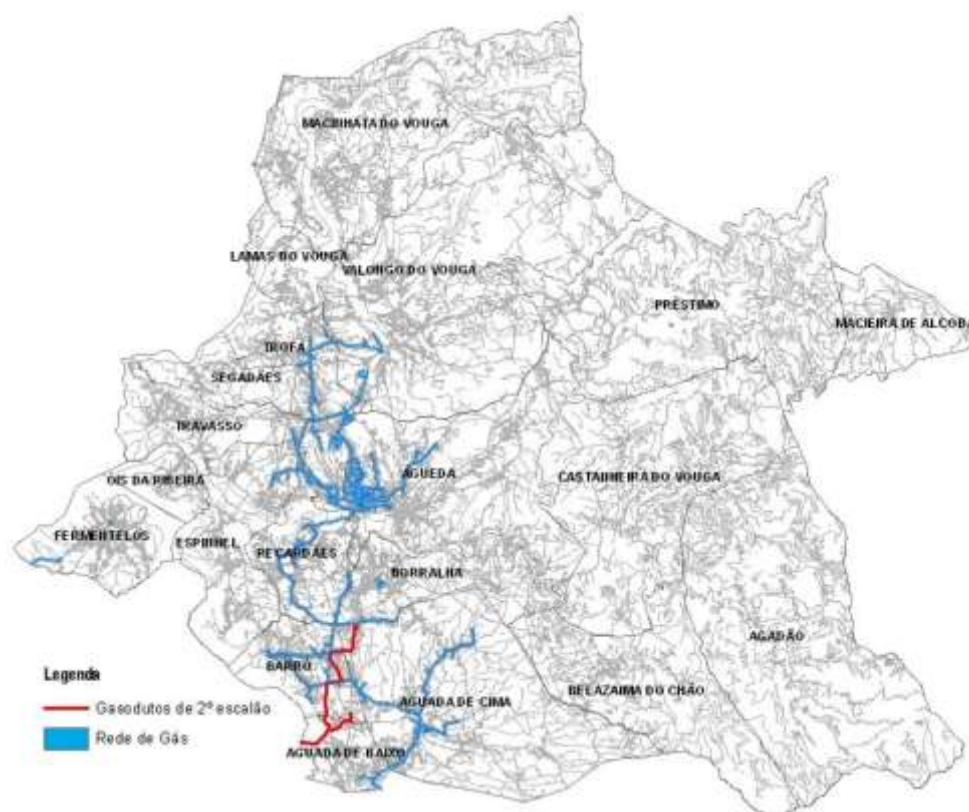 MACINHATA DO VOUGA
LAMAS DO VOUGA
VALONGO DO VOUGA
PRÉSTIMO
MACIEIRA DE ALCOBA
TROFA
SEGADÃES
TRAVASSO
ÁGUEDA
OIS DA RIBEIRA
CASTANHEIRA DO VOUGA
FERMENTELOS
ESPINHEL
RECARDÃES
BORRALHA
AGADÃO
BARRO
BELAZAIMA DO CHÃO
AGUADA DE CIMA
AGUADA DE BAIXO
Legenda
Gasodutos de 2º escalão
Rede de Gás